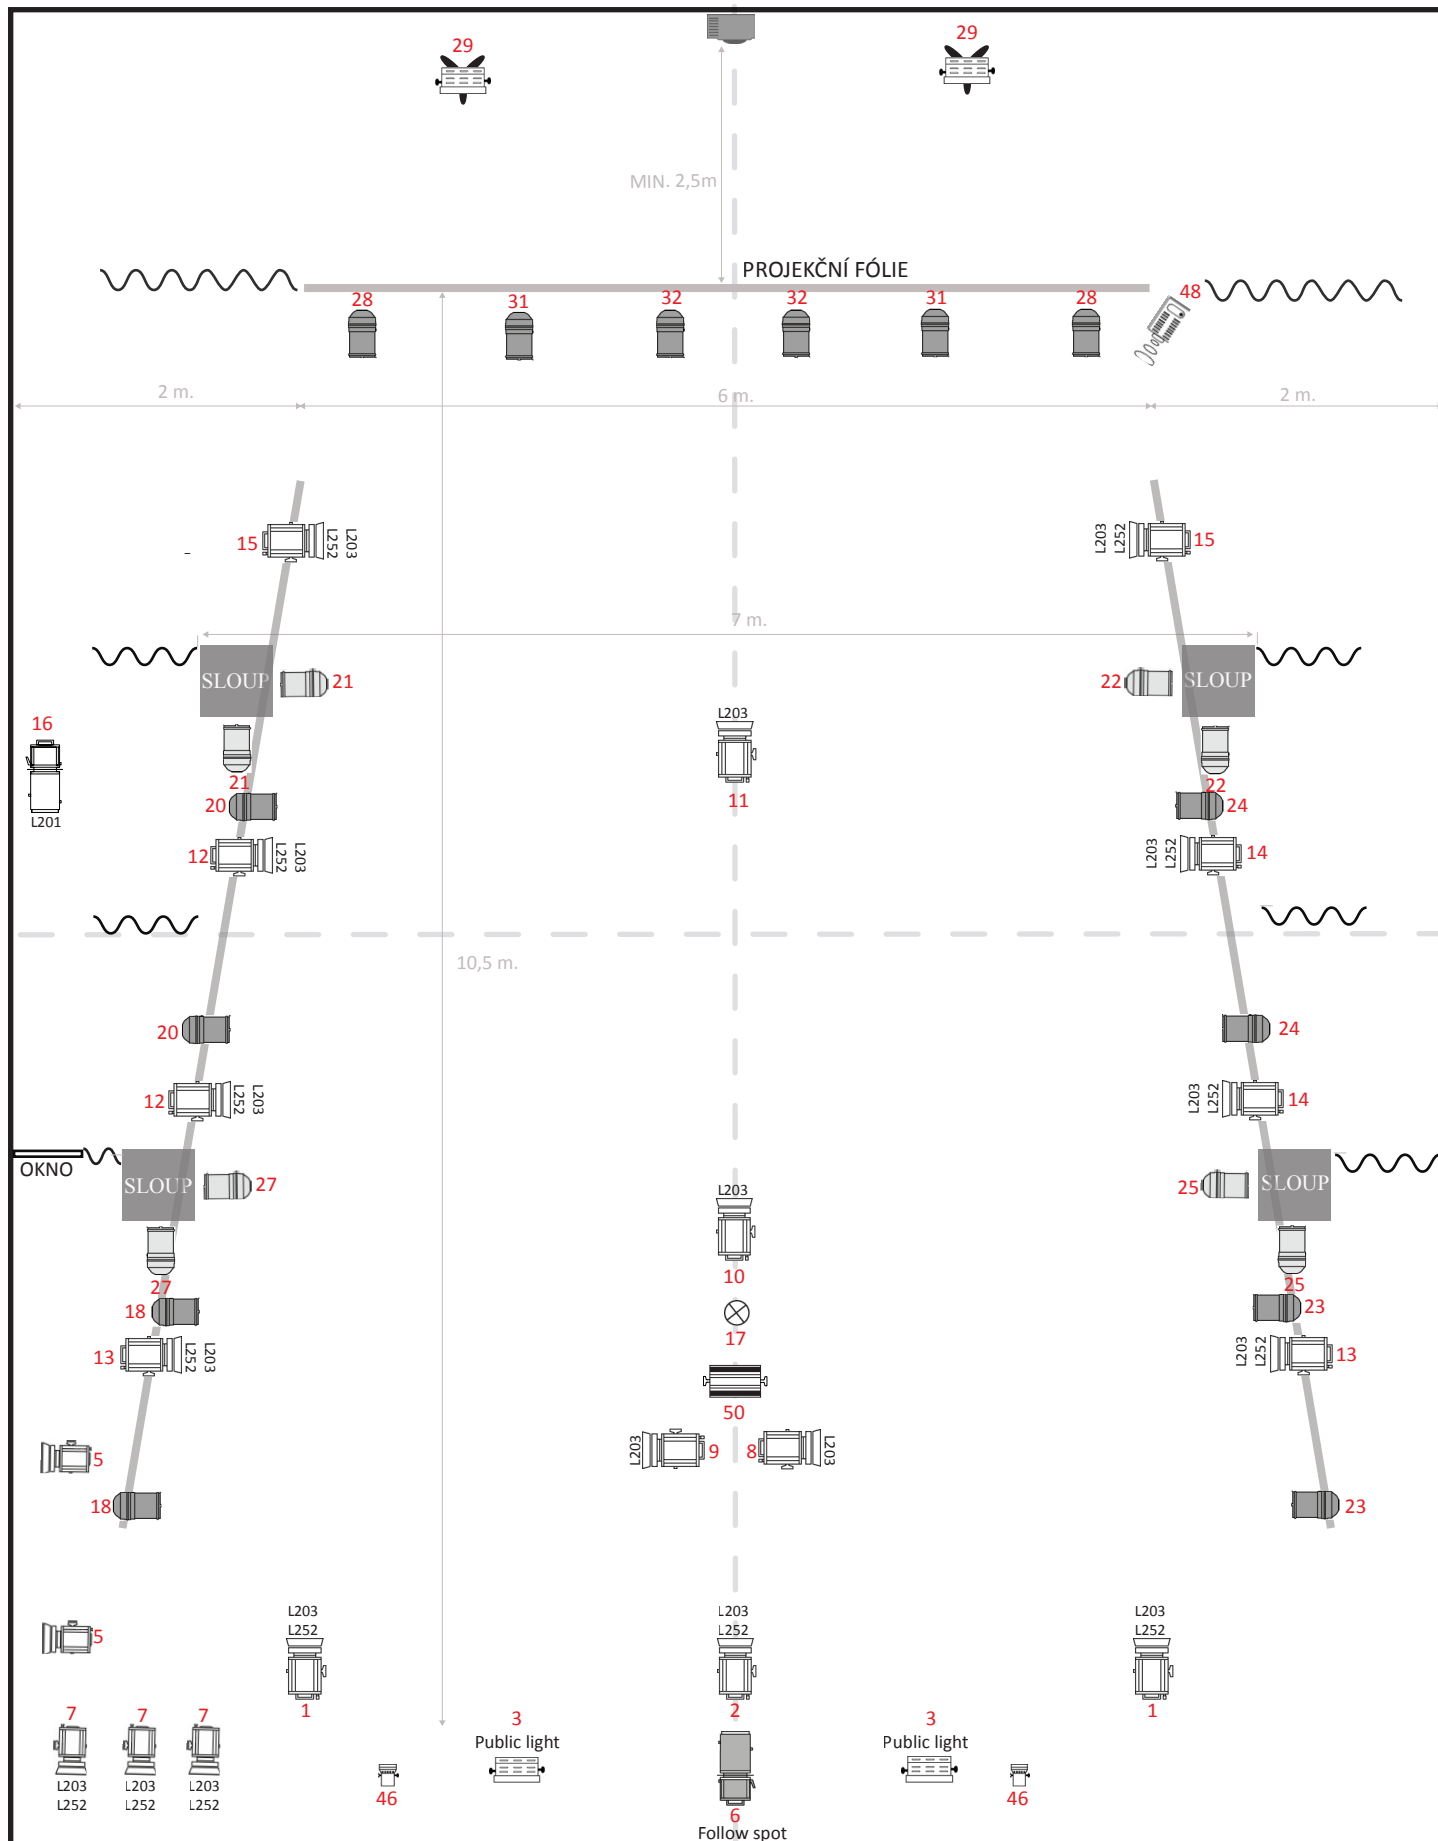 29
29
MIN. 2,5m
PROJEKČNÍ FÓLIE
28
31
32
32
31
28
48
2 m.
6 m.
2 m.
15
L252
L203
L203
L252
15
7 m.
SLOUP
21
22
SLOUP
16
L203
21
22
20
11
24
L201
12
L252
L203
L203
L252
14
10,5 m.
20
24
12
L252
L203
L203
L252
14
OKNO
SLOUP
27
L203
25
SLOUP
10
27
25
18
23
17
13
L252
L203
L203
L252
13
50
5
L203
9
8
L203
18
23
L203
L252
L203
L252
L203
L252
5
1
2
1
7
7
7
3
Public light
3
Public light
L203
L252
L203
L252
L203
L252
46
46
6
Follow spot